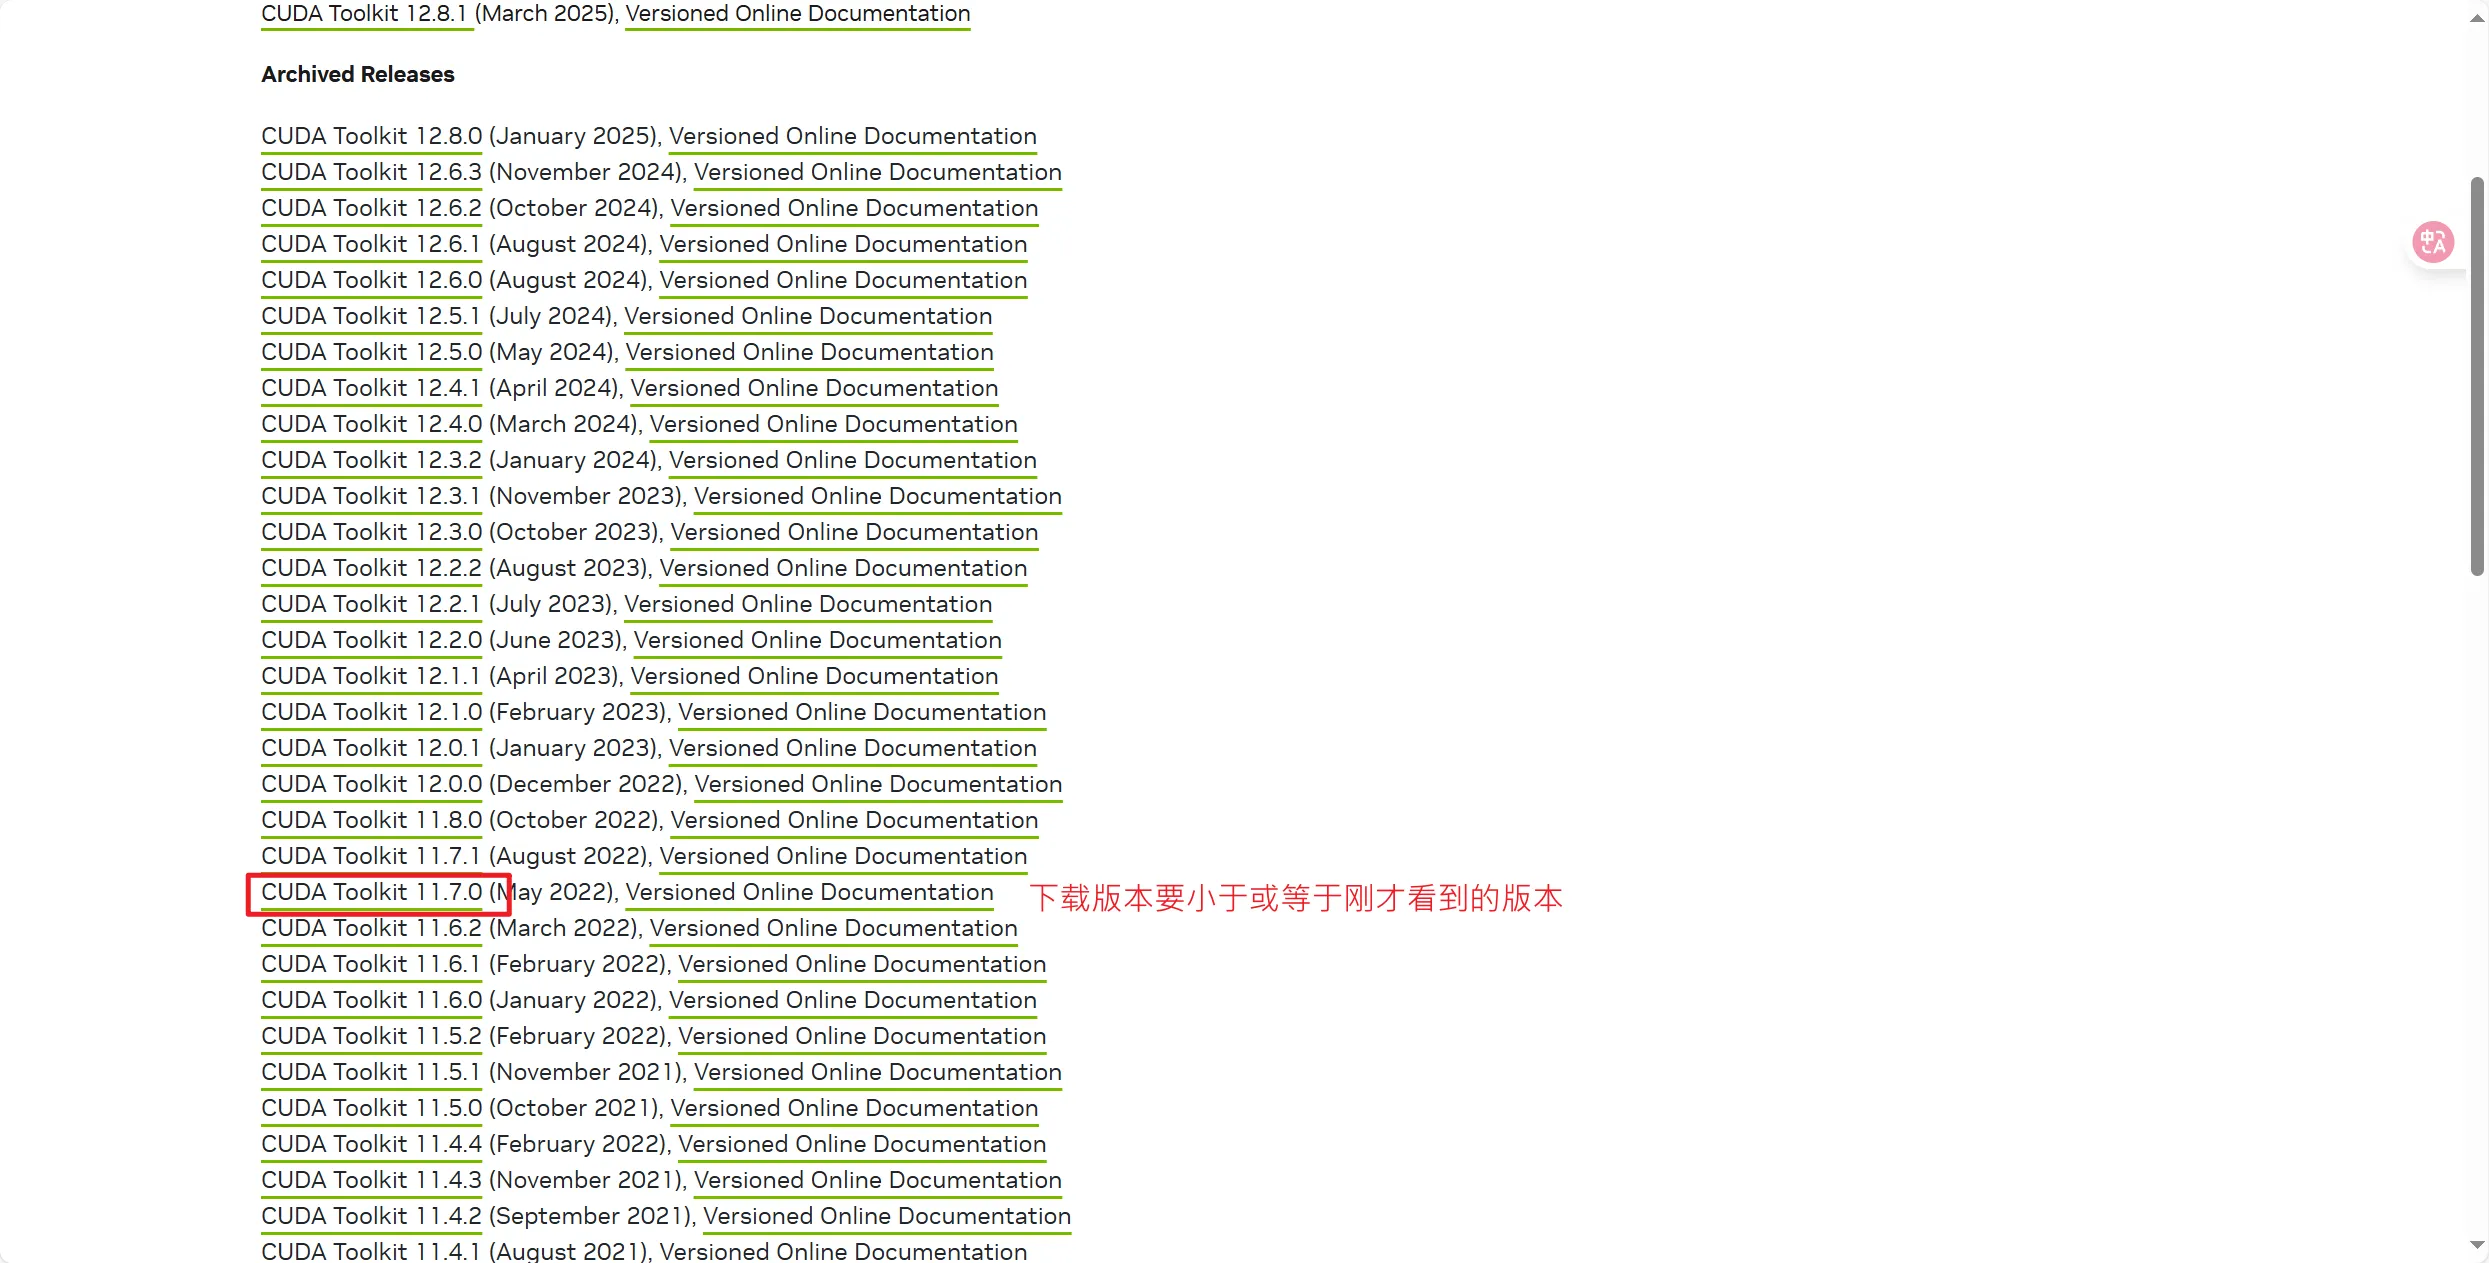 CUDA Toolkit 12.8.1 (March 2025), Versioned Online Documentation
Archived Releases
CUDA Toolkit 12.8.0 (January 2025), Versioned Online Documentation
CUDA Toolkit 12.6.3 (November 2024), Versioned Online Documentation
CUDA Toolkit 12.6.2 (October 2024), Versioned Online Documentation
CUDA Toolkit 12.6.1 (August 2024), Versioned Online Documentation
CUDA Toolkit 12.6.0 (August 2024), Versioned Online Documentation
CUDA Toolkit 12.5.1 (July 2024), Versioned Online Documentation
CUDA Toolkit 12.5.0 (May 2024), Versioned Online Documentation
CUDA Toolkit 12.4.1 (April 2024), Versioned Online Documentation
CUDA Toolkit 12.4.0 (March 2024), Versioned Online Documentation
CUDA Toolkit 12.3.2 (January 2024), Versioned Online Documentation
CUDA Toolkit 12.3.1 (November 2023), Versioned Online Documentation
CUDA Toolkit 12.3.0 (October 2023), Versioned Online Documentation
CUDA Toolkit 12.2.2 (August 2023), Versioned Online Documentation
CUDA Toolkit 12.2.1 (July 2023), Versioned Online Documentation
CUDA Toolkit 12.2.0 (June 2023), Versioned Online Documentation
CUDA Toolkit 12.1.1 (April 2023), Versioned Online Documentation
CUDA Toolkit 12.1.0 (February 2023), Versioned Online Documentation
CUDA Toolkit 12.0.1 (January 2023), Versioned Online Documentation
CUDA Toolkit 12.0.0 (December 2022), Versioned Online Documentation
CUDA Toolkit 11.8.0 (October 2022), Versioned Online Documentation
CUDA Toolkit 11.7.1 (August 2022), Versioned Online Documentation
CUDA Toolkit 11.7.0 (May 2022), Versioned Online Documentation 下载版本要小于或等于刚才看到的版本
CUDA Toolkit 11.6.2 (March 2022), Versioned Online Documentation
CUDA Toolkit 11.6.1 (February 2022), Versioned Online Documentation
CUDA Toolkit 11.6.0 (January 2022), Versioned Online Documentation
CUDA Toolkit 11.5.2 (February 2022), Versioned Online Documentation
CUDA Toolkit 11.5.1 (November 2021), Versioned Online Documentation
CUDA Toolkit 11.5.0 (October 2021), Versioned Online Documentation
CUDA Toolkit 11.4.4 (February 2022), Versioned Online Documentation
CUDA Toolkit 11.4.3 (November 2021), Versioned Online Documentation
CUDA Toolkit 11.4.2 (September 2021), Versioned Online Documentation
CUDA Toolkit 11.4.1 (August 2021), Versioned Online Documentation
中A